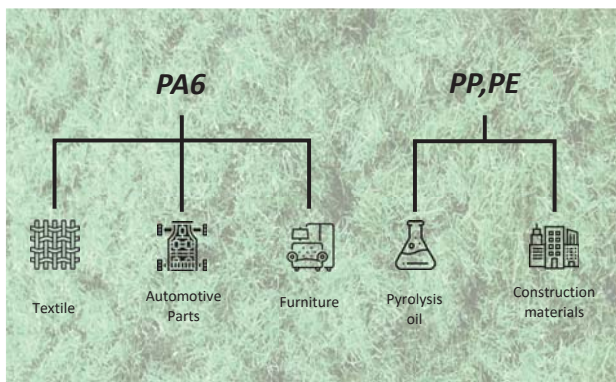 PA6
PP,PE
Textile
Automotive
Parts
Furniture
Pyrolysis
oil
Construction
materials